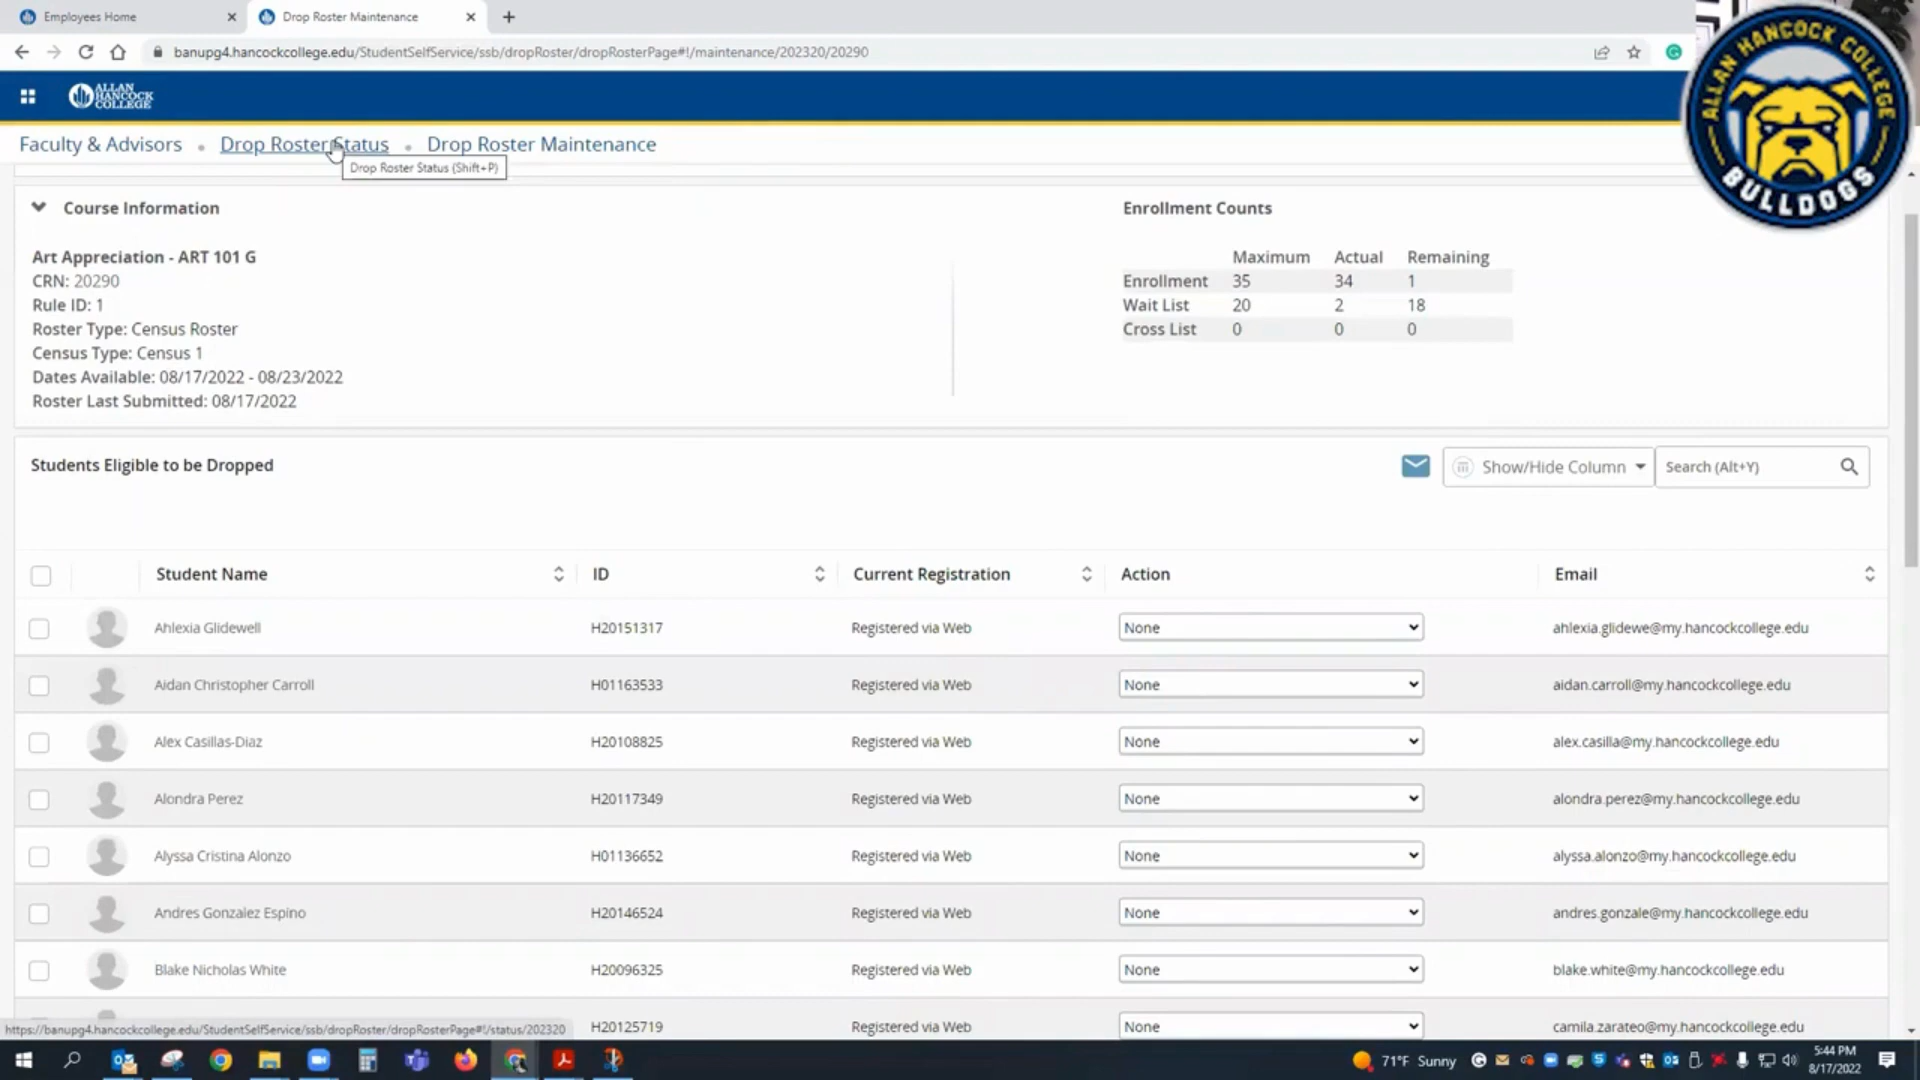 Employees Home
Drop Roster Maintenance
banupg4.hancockcollege.edu/StudentSelfService/ssb/dropRoster/dropRosterPage#!/maintenance/202320/20290
ALLAN HANCOCK COLLEGE
BULLDOGS
ALLAN
HANCOCK
COLLEGE
Faculty & Advisors • Drop Roster Status • Drop Roster Maintenance
Drop Roster Status (Shift+P)
Course Information
Art Appreciation - ART 101 G
CRN: 20290
Rule ID: 1
Roster Type: Census Roster
Census Type: Census 1
Dates Available: 08/17/2022 - 08/23/2022
Roster Last Submitted: 08/17/2022
Enrollment Counts
Maximum Actual Remaining
Enrollment 35 34 1
Wait List 20 2 18
Cross List 0 0 0
Students Eligible to be Dropped
Show/Hide Column
Search (Alt+Y)
Student Name ID Current Registration Action Email
Ahlexia Glidewell H20151317 Registered via Web None ahlexia.glidewe@my.hancockcollege.edu
Aidan Christopher Carroll H01163533 Registered via Web None aidan.carroll@my.hancockcollege.edu
Alex Casillas-Diaz H20108825 Registered via Web None alex.casilla@my.hancockcollege.edu
Alondra Perez H20117349 Registered via Web None alondra.perez@my.hancockcollege.edu
Alyssa Cristina Alonzo H01136652 Registered via Web None alyssa.alonzo@my.hancockcollege.edu
Andres Gonzalez Espino H20146524 Registered via Web None andres.gonzale@my.hancockcollege.edu
Blake Nicholas White H20096325 Registered via Web None blake.white@my.hancockcollege.edu
H20125719 Registered via Web None camila.zarateo@my.hancockcollege.edu
https://banupg4.hancockcollege.edu/StudentSelfService/ssb/dropRoster/dropRosterPage#!/status/202320
71°F Sunny
5:44 PM
8/17/2022